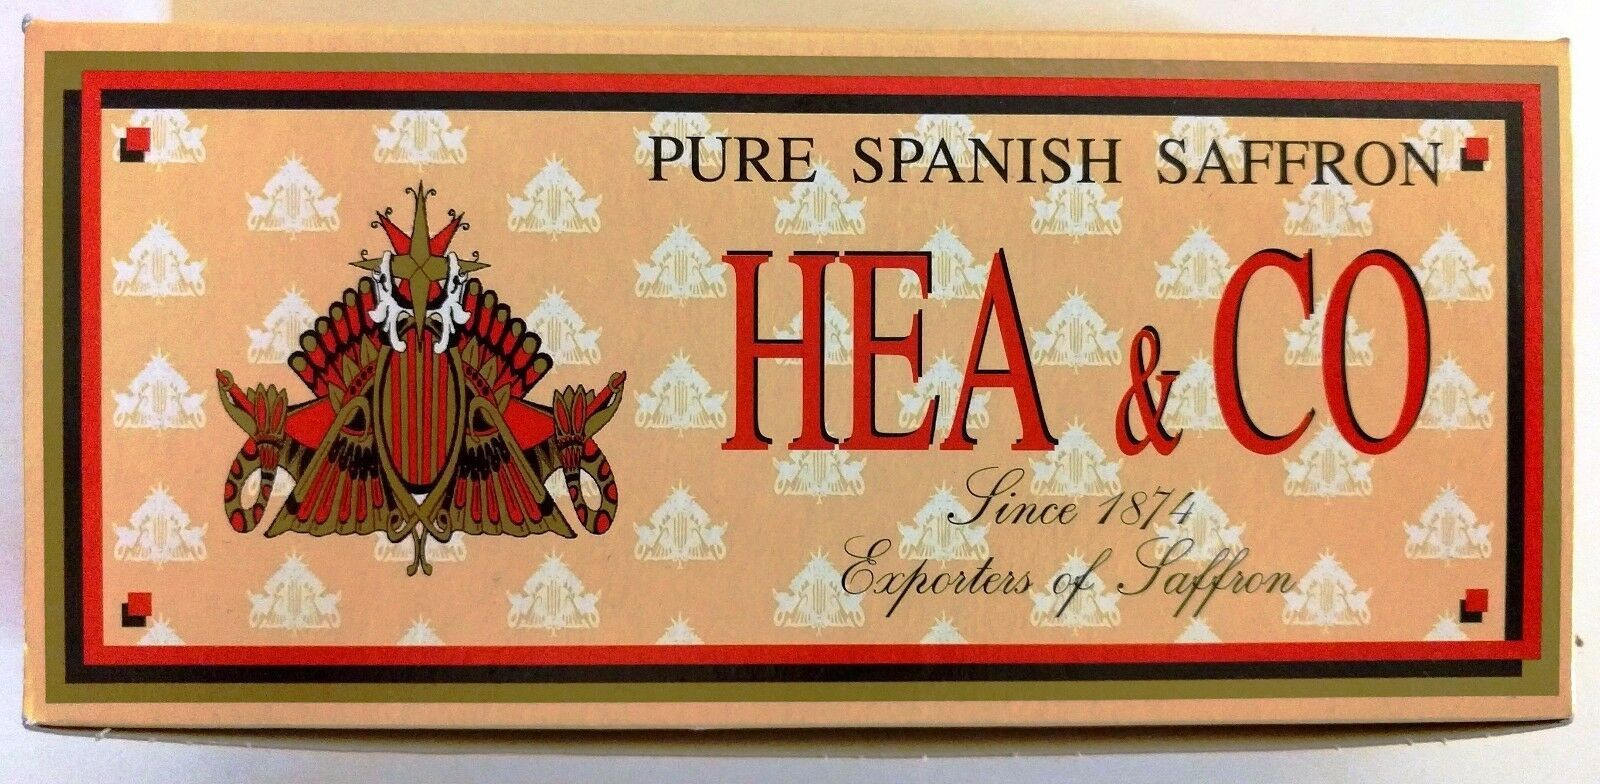 PURE SPANISH SAFFRON
HEA & CO
Since 1874
Exporters of Saffron